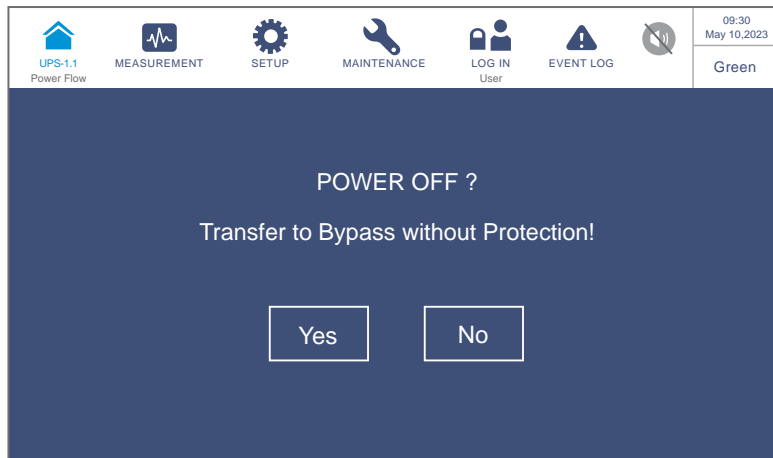 UPS-1.1
Power Flow
MEASUREMENT
SETUP
MAINTENANCE
LOG IN
User
EVENT LOG
09:30
May 10,2023
Green
POWER OFF ?
Transfer to Bypass without Protection!
Yes
No